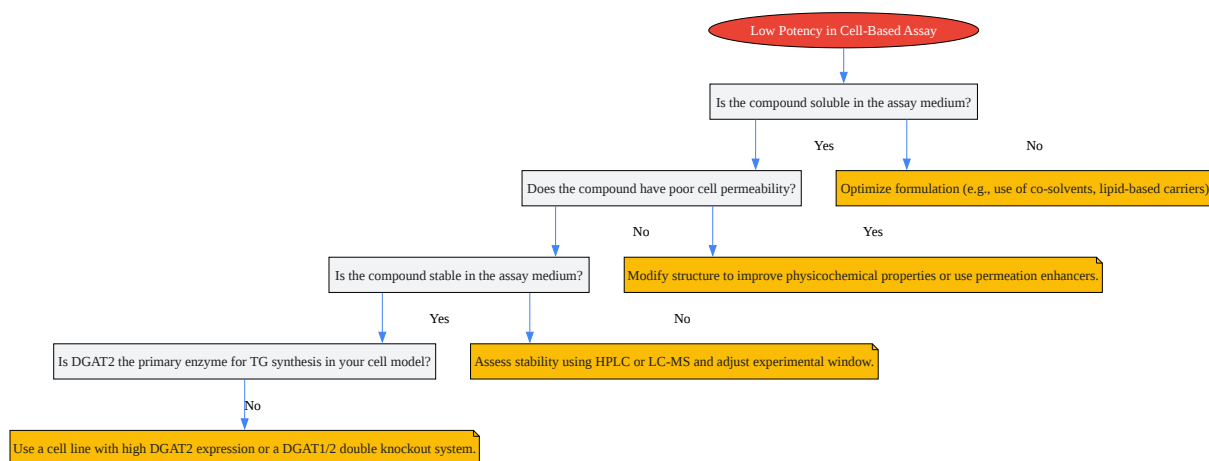 Low Potency in Cell-Based Assay
Is the compound soluble in the assay medium?
Yes
No
Does the compound have poor cell permeability?
Optimize formulation (e.g., use of co-solvents, lipid-based carriers)
No
Yes
Is the compound stable in the assay medium?
Modify structure to improve physicochemical properties or use permeation enhancers.
Yes
No
Is DGAT2 the primary enzyme for TG synthesis in your cell model?
Assess stability using HPLC or LC-MS and adjust experimental window.
No
Use a cell line with high DGAT2 expression or a DGAT1/2 double knockout system.